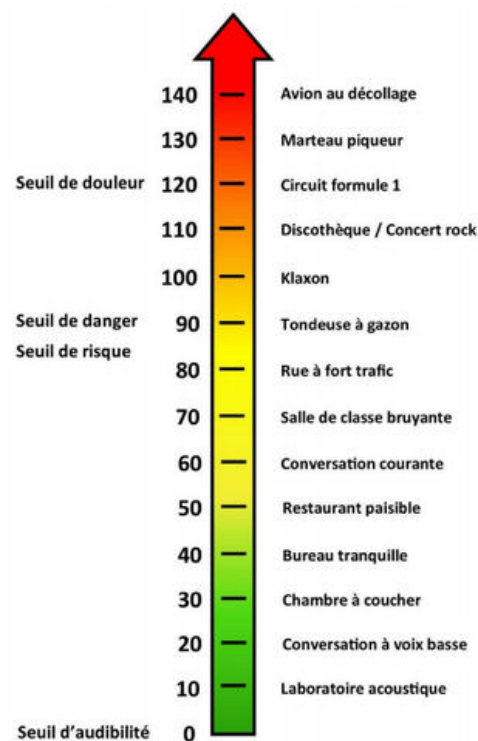 140 Avion au décollage
130 Marteau piqueur
Seuil de douleur 120 Circuit formule 1
110 Discothèque / Concert rock
100 Klaxon
Seuil de danger 90 Tondeuse à gazon
Seuil de risque
80 Rue à fort trafic
70 Salle de classe bruyante
60 Conversation courante
50 Restaurant paisible
40 Bureau tranquille
30 Chambre à coucher
20 Conversation à voix basse
10 Laboratoire acoustique
Seuil d'audibilité 0